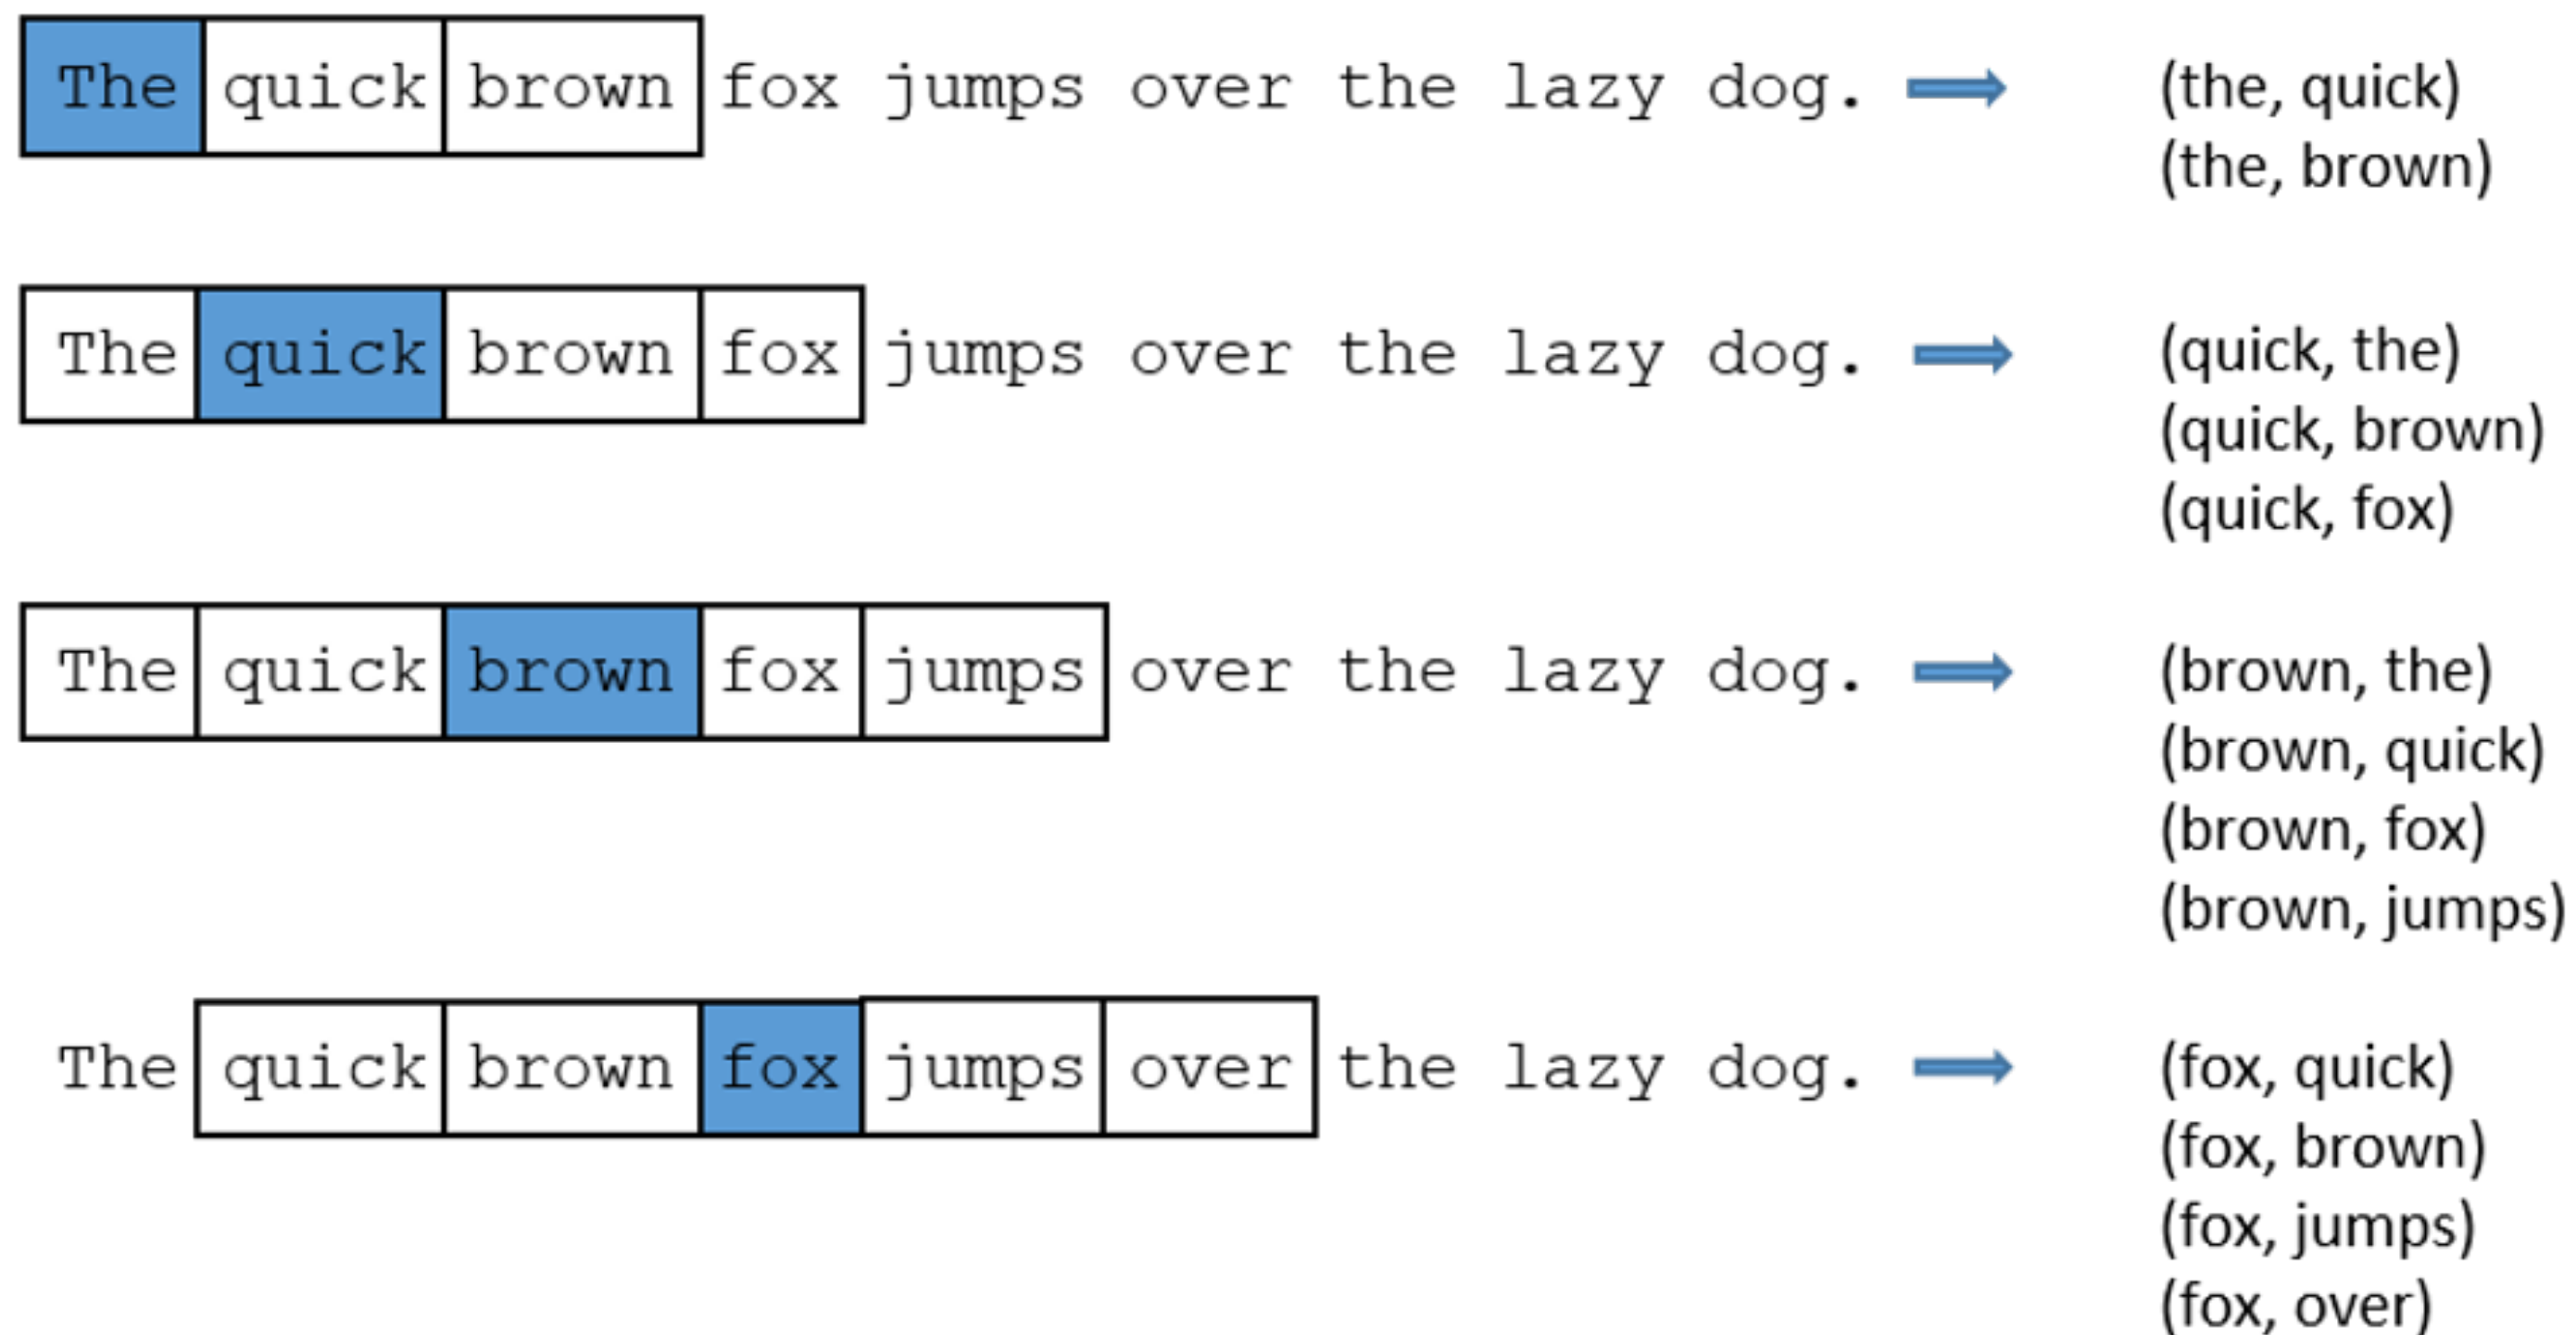 The quick brown fox jumps over the lazy dog. (the, quick)
(the, brown)
The quick brown fox jumps over the lazy dog. (quick, the)
(quick, brown)
(quick, fox)
The quick brown fox jumps over the lazy dog. (brown, the)
(brown, quick)
(brown, fox)
(brown, jumps)
The quick brown fox jumps over the lazy dog. (fox, quick)
(fox, brown)
(fox, jumps)
(fox, over)